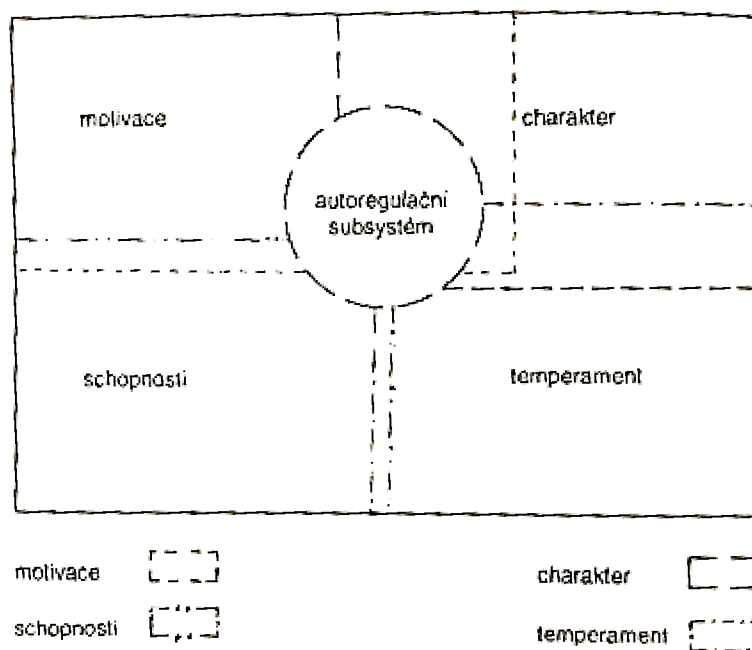 motivace
charakter
autoregulační
subsystém
schopnosti
temperament
motivace
charakter
schopnosti
temperament